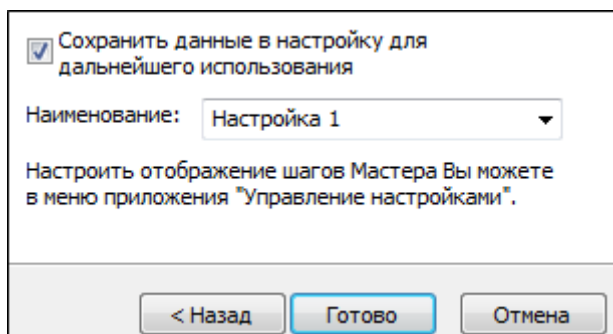 Сохранить данные в настройку для
дальнейшего использования
Наименование: Настройка 1
Настроить отображение шагов Мастера Вы можете
в меню приложения "Управление настройками".
< Назад Готово Отмена